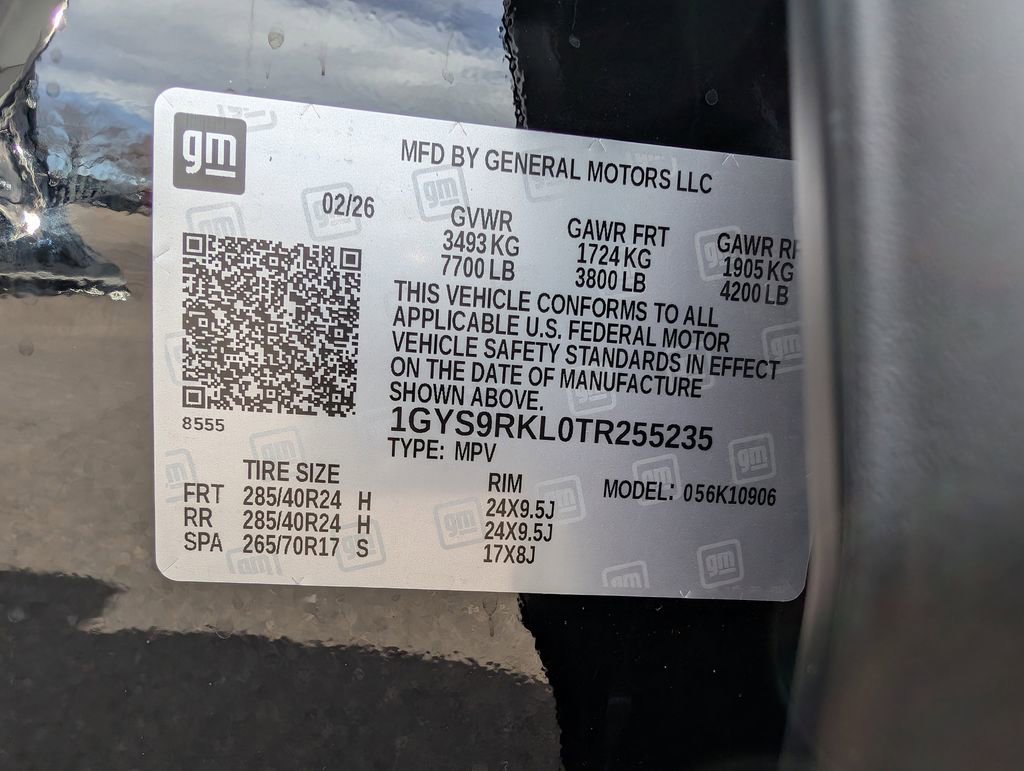 gm
MFD BY GENERAL MOTORS LLC
02/26
GVWR
3493 KG
7700 LB
GAWR FRT
1724 KG
3800 LB
GAWR RR
1905 KG
4200 LB
THIS VEHICLE CONFORMS TO ALL
APPLICABLE U.S. FEDERAL MOTOR
VEHICLE SAFETY STANDARDS IN EFFECT
ON THE DATE OF MANUFACTURE
SHOWN ABOVE.
8555
1GYS9RKL0TR255235
TYPE: MPV
TIRE SIZE RIM
MODEL: 056K10906
FRT 285/40R24 H 24X9.5J
RR 285/40R24 H 24X9.5J
SPA 265/70R17 S 17X8J